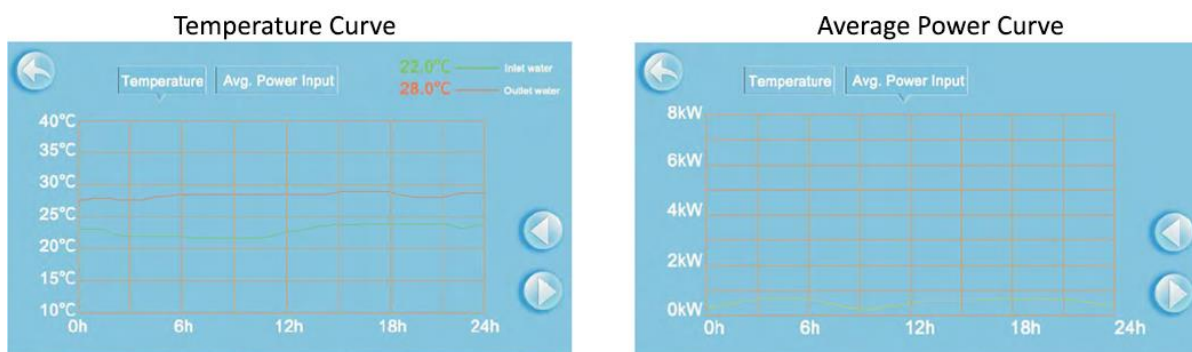 Temperature Curve
Temperature
Avg. Power Input
22.0°C
Inlet water
28.0°C
Outlet water
40°C
35°C
30°C
25°C
20°C
15°C
10°C
0h
6h
12h
18h
24h
Average Power Curve
Temperature
Avg. Power Input
8kW
6kW
4kW
2kW
0kW
0h
6h
12h
18h
24h